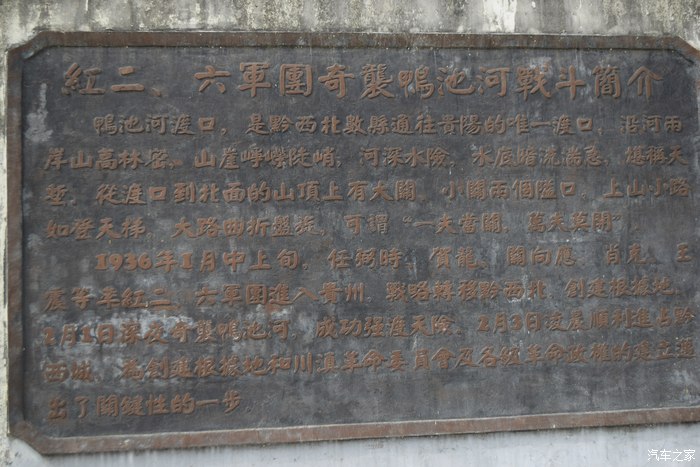 紅二、六軍團奇襲鴨池河戰斗簡介
鴨池河渡口，是黔西北數縣通往貴陽的唯一渡口，沿河兩
岸山高林密、山崖崢嶸陡峭；河深水險、水底暗流湍急，堪稱天
塹，從渡口到北面的山頂上有大關、小關兩個隘口，上山小路
如登天梯，大路曲折盤旋，可謂“一夫當關，萬夫莫開”。
1936年1月中上旬，任弼時、賀龍、關向應、肖克、王
震等率紅二、六軍團進入貴州，戰略轉移黔西北，創建根據地，
2月1日深夜奇襲鴨池河，成功强渡天險，2月3日凌晨順利進占黔
西城，為創建根據地和川滇革命委員會及各級革命政權的建立邁
出了關鍵性的一步
汽车之家